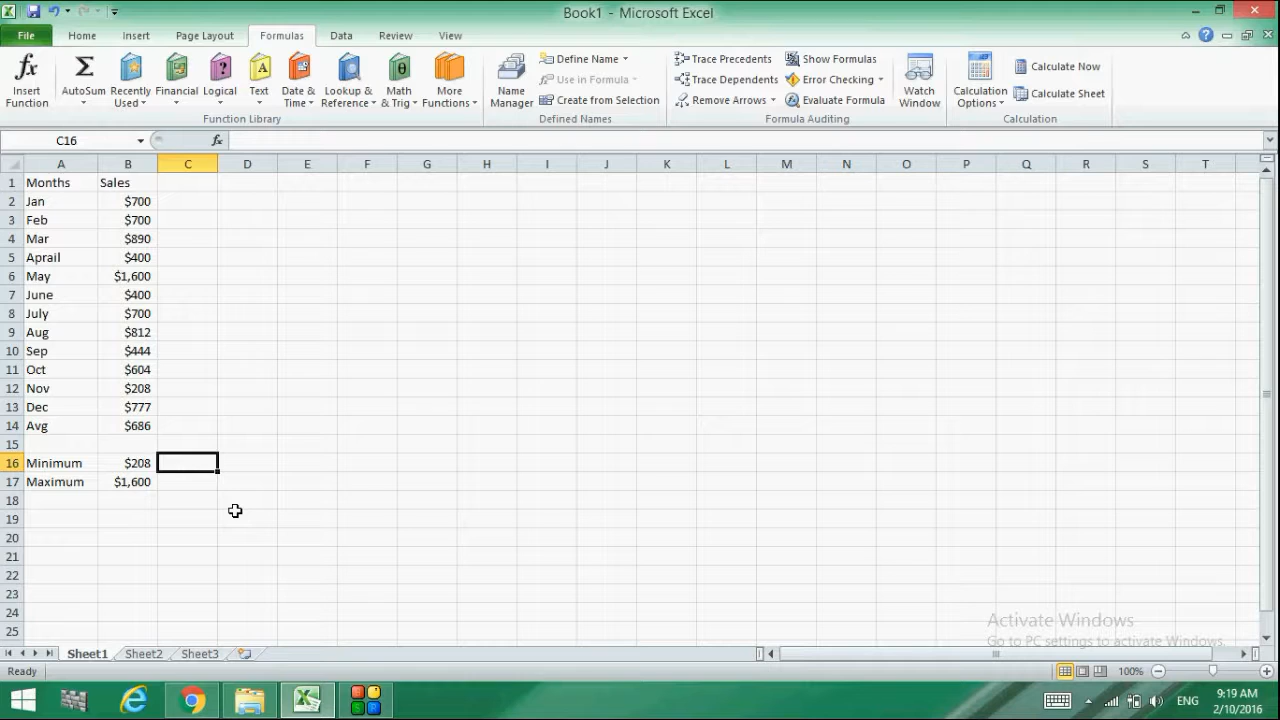 Book1 - Microsoft Excel
File Home Insert Page Layout Formulas Data Review View
fx Insert Function
Σ AutoSum
Recently Used
Financial
? Logical
A Text
Date & Time
Lookup & Reference
θ Math & Trig
More Functions
Function Library
Name Manager
Define Name
Use in Formula
Create from Selection
Defined Names
Trace Precedents
Trace Dependents
Remove Arrows
Show Formulas
Error Checking
Evaluate Formula
Formula Auditing
Watch Window
Calculation Options
Calculate Now
Calculate Sheet
Calculation
C16 fx
A B C D E F G H I J K L M N O P Q R S T
1 Months Sales
2 Jan $700
3 Feb $700
4 Mar $890
5 Aprail $400
6 May $1,600
7 June $400
8 July $700
9 Aug $812
10 Sep $444
11 Oct $604
12 Nov $208
13 Dec $777
14 Avg $686
15
16 Minimum $208
17 Maximum $1,600
18
19
20
21
22
23
24
25
Activate Windows
Go to PC settings to activate Windows.
Sheet1 Sheet2 Sheet3
Ready 100%
ENG 9:19 AM
2/10/2016